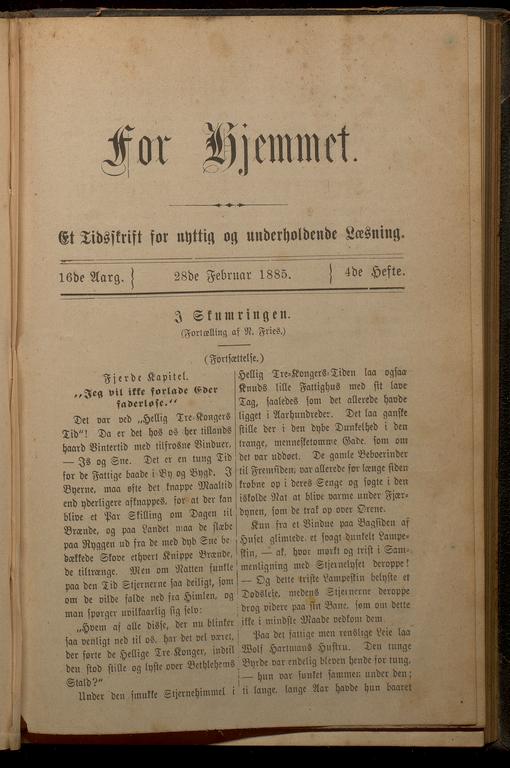 For Hjemmet.
Et Tidsskrift for nyttig og underholdende Læsning.
16de Aarg. } 28de Februar 1885. } 4de Hefte.
I Skumringen.
(Fortælling af N. Fries.)
(Fortsættelse.)
Fjerde Kapitel.
„Jeg vil ikke forlade Eder
faderløse."
Det var ved „Hellig Tre-Kongers
Tid"! Da er det hos os her tillands
haard Vintertid med tilfrosne Vinduer,
— Is og Sne. Det er en tung Tid
for de Fattige baade i By og Bygd. I
Byerne, maa ofte det knappe Maaltid
end yderligere afknappes, for at der kan
blive et Par Skilling om Dagen til
Brænde, og paa Landet maa de slæbe
paa Ryggen ud fra de med dyb Sne be-
dækkede Skove ethvert Knippe Brænde,
de tiltrænge. Men om Natten funkle
paa den Tid Stjernerne saa deiligt, som
om de vilde falde ned fra Himlen, og
man spørger uvilkaarlig sig selv:
„Hvem af alle disse, der nu blinker
saa venligt ned til os, har det vel været,
der førte de Hellige Tre Konger, indtil
den stod stille og lyste over Bethlehems
Stald?"
Under den smukke Stjernehimmel i
Hellig Tre-Kongers-Tiden laa ogsaa
Knuds lille Fattighus med sit lave
Tag, saaledes som det allerede havde
ligget i Aarhundreder. Det laa ganske
stille der i den dybe Dunkelhed i den
trange, mennesketomme Gade, som om
det var uddøet. De gamle Beboerinder
til Fremsiden, var allerede for længe siden
krobne op i deres Senge og søgte i den
iskolde Nat at blive varme under Fjær-
dynen, som de trak op over Ørene.
Kun fra et Vindue paa Bagsiden af
Huset glimtede et svagt dunkelt Lampe-
skin, — ak, hvor mørkt og trist i Sam-
menligning med Stjernelyset deroppe!
— Og dette triste Lampeskin belyste et
Dødsleje, medens Stjernerne deroppe
drog videre paa sin Bane, som om dette
ikke i mindste Maade vedkom dem.
Paa det fattige men renslige Leie laa
Wolf Hartmans Hustru. Den tunge
Byrde var endelig bleven hende for tung,
— hun var sunket sammen under den;
ti lange, lange Aar havde hun baaret